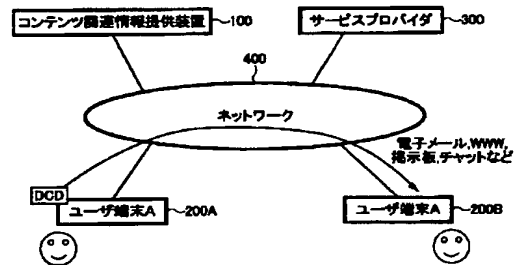 コンテンツ関連情報提供装置 100
サービスプロバイダ 300
400
ネットワーク
電子メール,WWW,
掲示板,チャットなど
DCD
ユーザ端末A 200A
ユーザ端末A 200B